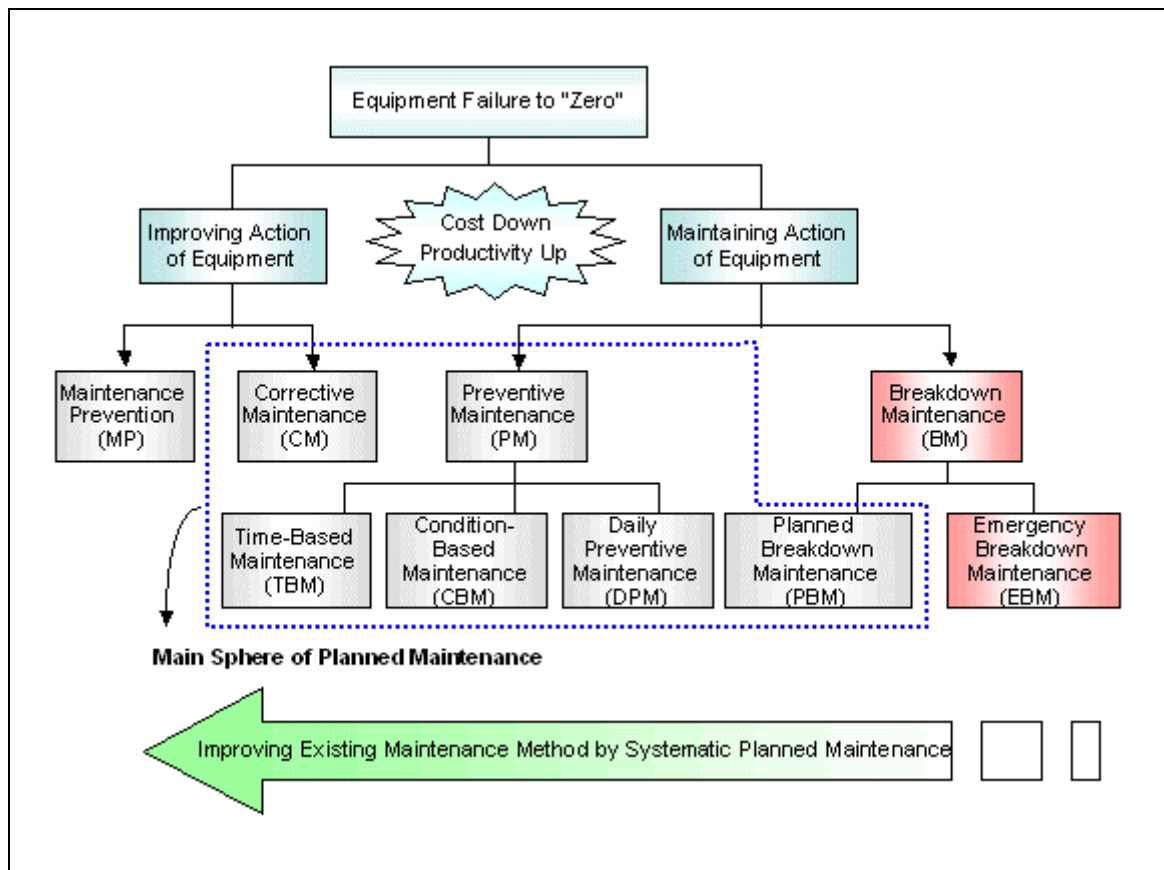 Equipment Failure to "Zero"
Cost Down
Productivity Up
Improving Action
of Equipment
Maintaining Action
of Equipment
Maintenance
Prevention
(MP)
Corrective
Maintenance
(CM)
Preventive
Maintenance
(PM)
Breakdown
Maintenance
(BM)
Time-Based
Maintenance
(TBM)
Condition-
Based
Maintenance
(CBM)
Daily
Preventive
Maintenance
(DPM)
Planned
Breakdown
Maintenance
(PBM)
Emergency
Breakdown
Maintenance
(EBM)
Main Sphere of Planned Maintenance
Improving Existing Maintenance Method by Systematic Planned Maintenance